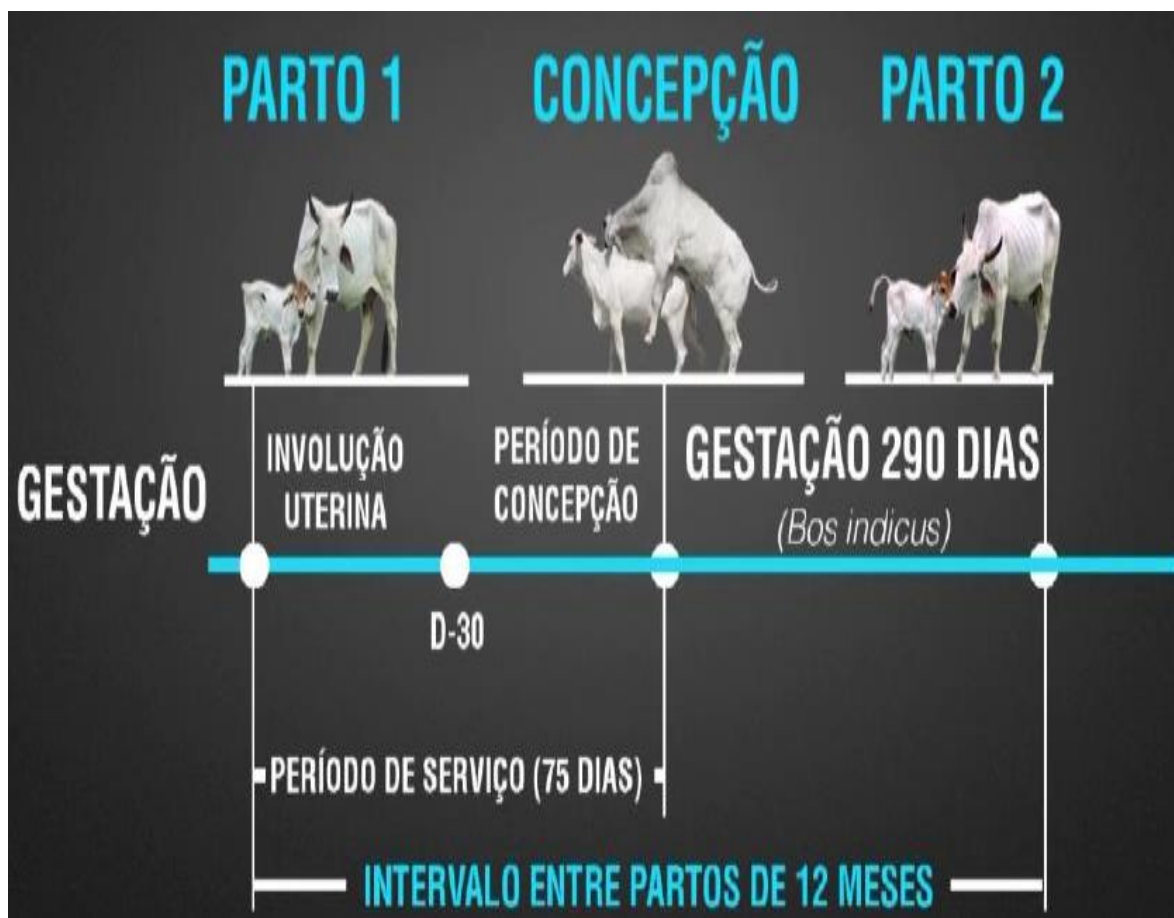 PARTO 1
CONCEPÇÃO
PARTO 2
GESTAÇÃO
INVOLUÇÃO
UTERINA
PERÍODO DE
CONCEPÇÃO
GESTAÇÃO 290 DIAS
(Bos indicus)
D-30
PERÍODO DE SERVIÇO (75 DIAS)
INTERVALO ENTRE PARTOS DE 12 MESES